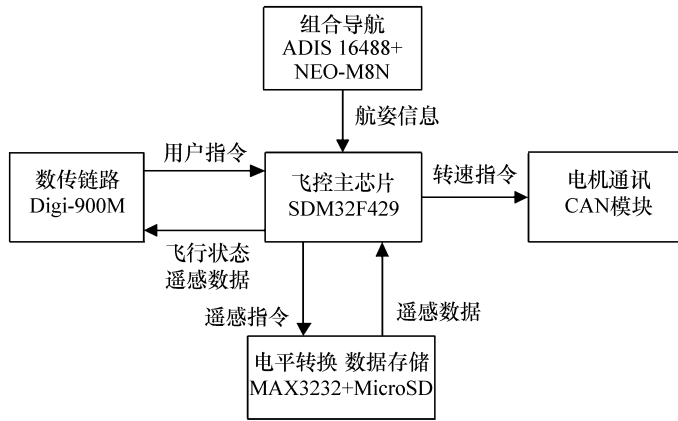 组合导航
ADIS 16488+
NEO-M8N
航姿信息
用户指令
数传链路
Digi-900M
飞控主芯片
SDM32F429
转速指令
电机通讯
CAN模块
飞行状态
遥感数据
遥感指令
遥感数据
电平转换 数据存储
MAX3232+MicroSD